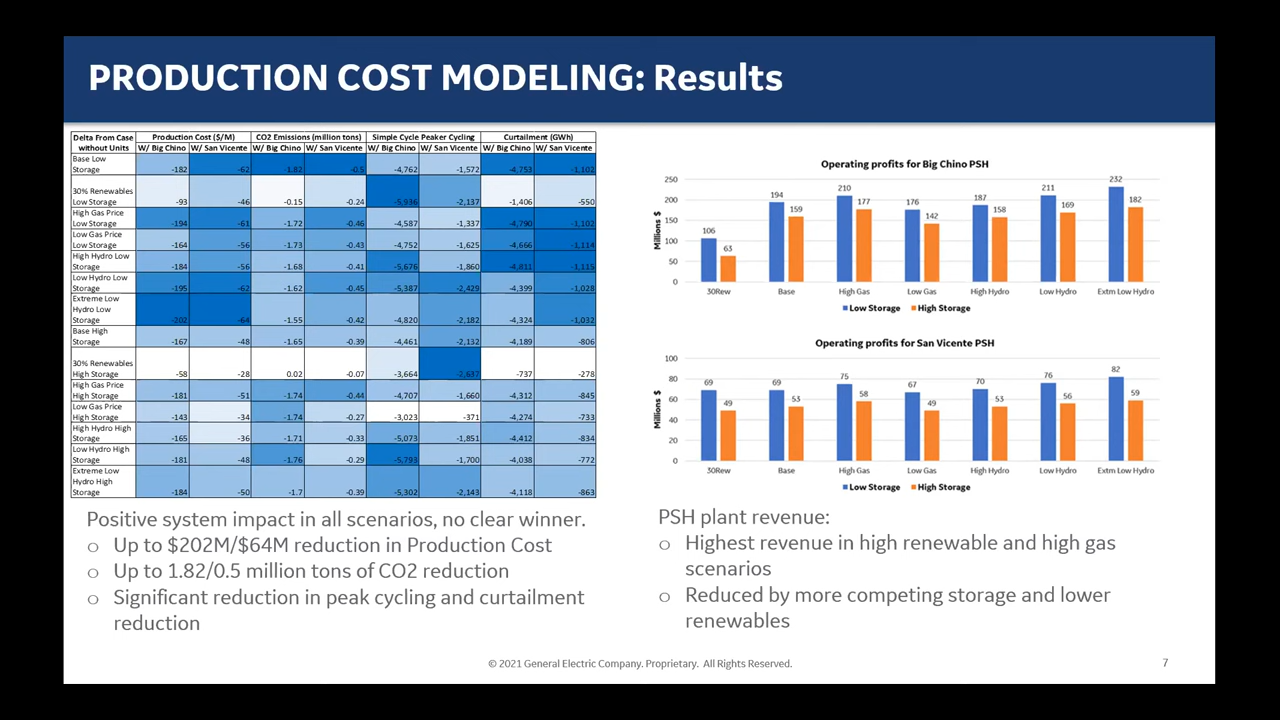 PRODUCTION COST MODELING: Results
Delta From Case without Units | Production Cost ($/M) | CO2 Emissions (million tons) | Simple Cycle Peaker Cycling | Curtailment (GWh)
W/ Big Chino | W/ San Vicente | W/ Big Chino | W/ San Vicente | W/ Big Chino | W/ San Vicente | W/ Big Chino | W/ San Vicente
Base Low Storage | -182 | -62 | -1.82 | -0.5 | -4,762 | -1,572 | -4,753 | -1,102
30% Renewables Low Storage | -93 | -46 | -0.15 | -0.24 | -5,936 | -2,137 | -1,406 | -550
High Gas Price Low Storage | -194 | -61 | -1.72 | -0.46 | -4,587 | -1,337 | -4,790 | -1,102
Low Gas Price Low Storage | -164 | -56 | -1.73 | -0.43 | -4,752 | -1,625 | -4,666 | -1,114
High Hydro Low Storage | -184 | -56 | -1.68 | -0.41 | -5,676 | -1,860 | -4,811 | -1,115
Low Hydro Low Storage | -195 | -62 | -1.62 | -0.45 | -5,387 | -2,429 | -4,399 | -1,028
Extreme Low Hydro Low Storage | -202 | -64 | -1.55 | -0.42 | -4,820 | -2,182 | -4,324 | -1,032
Base High Storage | -167 | -48 | -1.65 | -0.39 | -4,461 | -2,132 | -4,189 | -806
30% Renewables High Storage | -58 | -28 | 0.02 | -0.07 | -3,664 | -2,637 | -737 | -278
High Gas Price High Storage | -181 | -51 | -1.74 | -0.44 | -4,707 | -1,660 | -4,312 | -845
Low Gas Price High Storage | -143 | -34 | -1.74 | -0.27 | -3,023 | -371 | -4,274 | -733
High Hydro High Storage | -165 | -36 | -1.71 | -0.33 | -5,073 | -1,851 | -4,412 | -834
Low Hydro High Storage | -181 | -48 | -1.76 | -0.29 | -5,793 | -1,700 | -4,038 | -772
Extreme Low Hydro High Storage | -184 | -50 | -1.7 | -0.39 | -5,302 | -2,143 | -4,118 | -863
Positive system impact in all scenarios, no clear winner.
o Up to $202M/$64M reduction in Production Cost
o Up to 1.82/0.5 million tons of CO2 reduction
o Significant reduction in peak cycling and curtailment
reduction
Operating profits for Big Chino PSH
Millions $
250
200
150
100
50
0
106 63 194 159 210 177 176 142 187 158 211 169 232 182
30Rew Base High Gas Low Gas High Hydro Low Hydro Extm Low Hydro
Low Storage High Storage
Operating profits for San Vicente PSH
Millions $
100
80
60
40
20
0
69 49 69 53 75 58 67 49 70 53 76 56 82 59
30Rew Base High Gas Low Gas High Hydro Low Hydro Extm Low Hydro
Low Storage High Storage
PSH plant revenue:
o Highest revenue in high renewable and high gas
scenarios
o Reduced by more competing storage and lower
renewables
© 2021 General Electric Company. Proprietary. All Rights Reserved.
7